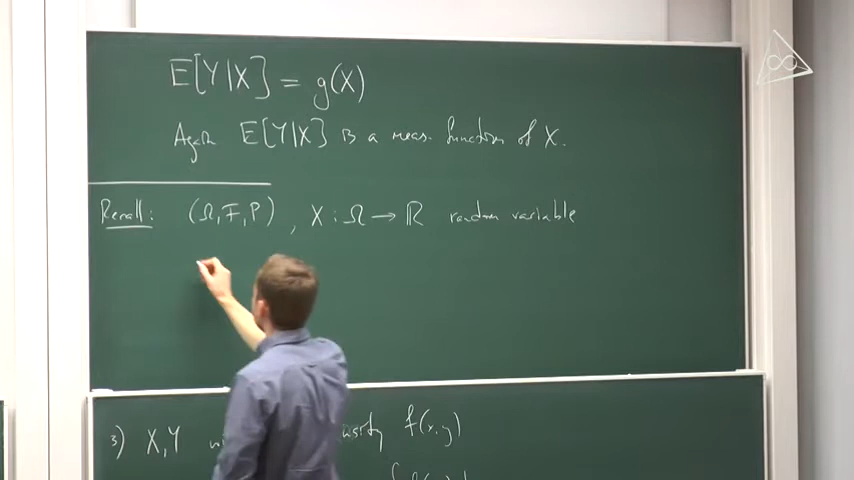 E[Y|X] = g(X)
Again E[Y|X] is a meas. function of X.
Recall: (Ω, F, P), X : Ω → ℝ random variable
3) X,Y f(x,y)